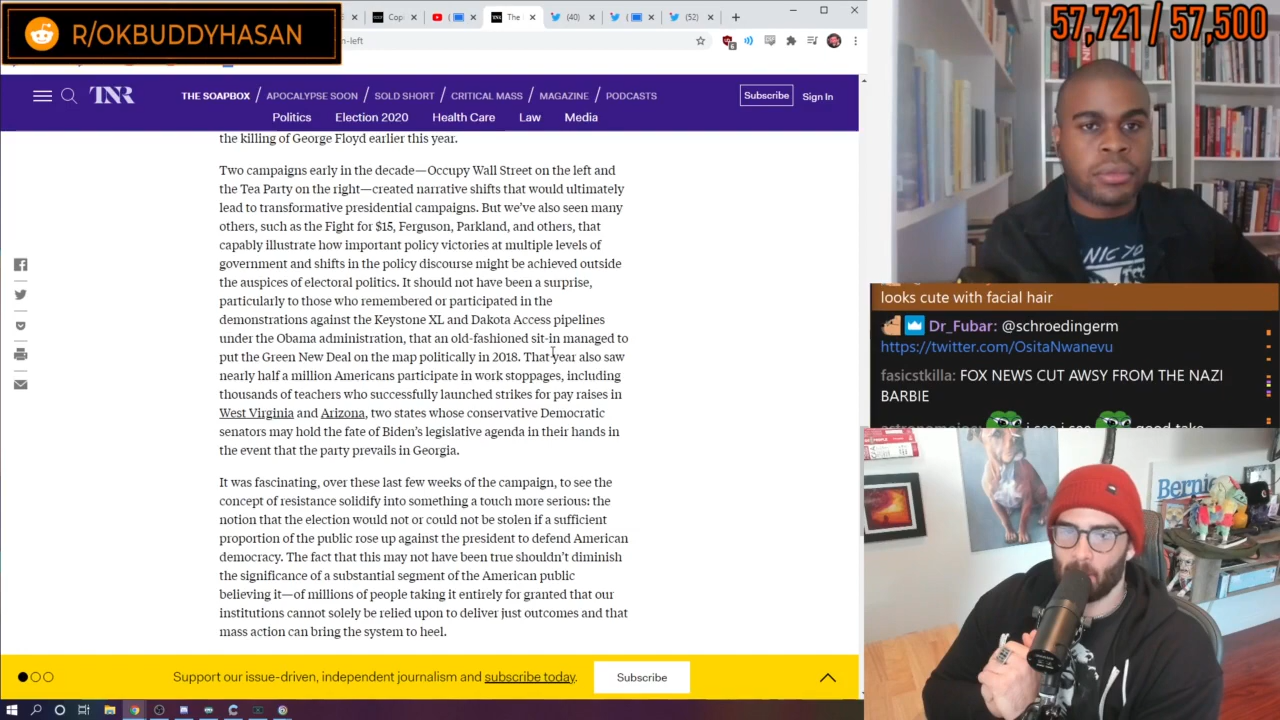 R/OKBUDDYHASAN
Cop
The
(40)
(
(52)
57,721 / 57,500
n-left
TNR
THE SOAPBOX / APOCALYPSE SOON / SOLD SHORT / CRITICAL MASS / MAGAZINE / PODCASTS
Subscribe
Sign In
Politics
Election 2020
Health Care
Law
Media
the killing of George Floyd earlier this year.
Two campaigns early in the decade—Occupy Wall Street on the left and
the Tea Party on the right—created narrative shifts that would ultimately
lead to transformative presidential campaigns. But we’ve also seen many
others, such as the Fight for $15, Ferguson, Parkland, and others, that
capably illustrate how important policy victories at multiple levels of
government and shifts in the policy discourse might be achieved outside
the auspices of electoral politics. It should not have been a surprise,
particularly to those who remembered or participated in the
demonstrations against the Keystone XL and Dakota Access pipelines
under the Obama administration, that an old-fashioned sit-in managed to
put the Green New Deal on the map politically in 2018. That year also saw
nearly half a million Americans participate in work stoppages, including
thousands of teachers who successfully launched strikes for pay raises in
West Virginia and Arizona, two states whose conservative Democratic
senators may hold the fate of Biden’s legislative agenda in their hands in
the event that the party prevails in Georgia.
It was fascinating, over these last few weeks of the campaign, to see the
concept of resistance solidify into something a touch more serious: the
notion that the election would not or could not be stolen if a sufficient
proportion of the public rose up against the president to defend American
democracy. The fact that this may not have been true shouldn’t diminish
the significance of a substantial segment of the American public
believing it—of millions of people taking it entirely for granted that our
institutions cannot solely be relied upon to deliver just outcomes and that
mass action can bring the system to heel.
Support our issue-driven, independent journalism and subscribe today.
Subscribe
looks cute with facial hair
Dr_Fubar: @schroedingerm
https://twitter.com/OsitaNwanevu
fasicstkilla: FOX NEWS CUT AWSY FROM THE NAZI
BARBIE
i see i see
good take
Bernie